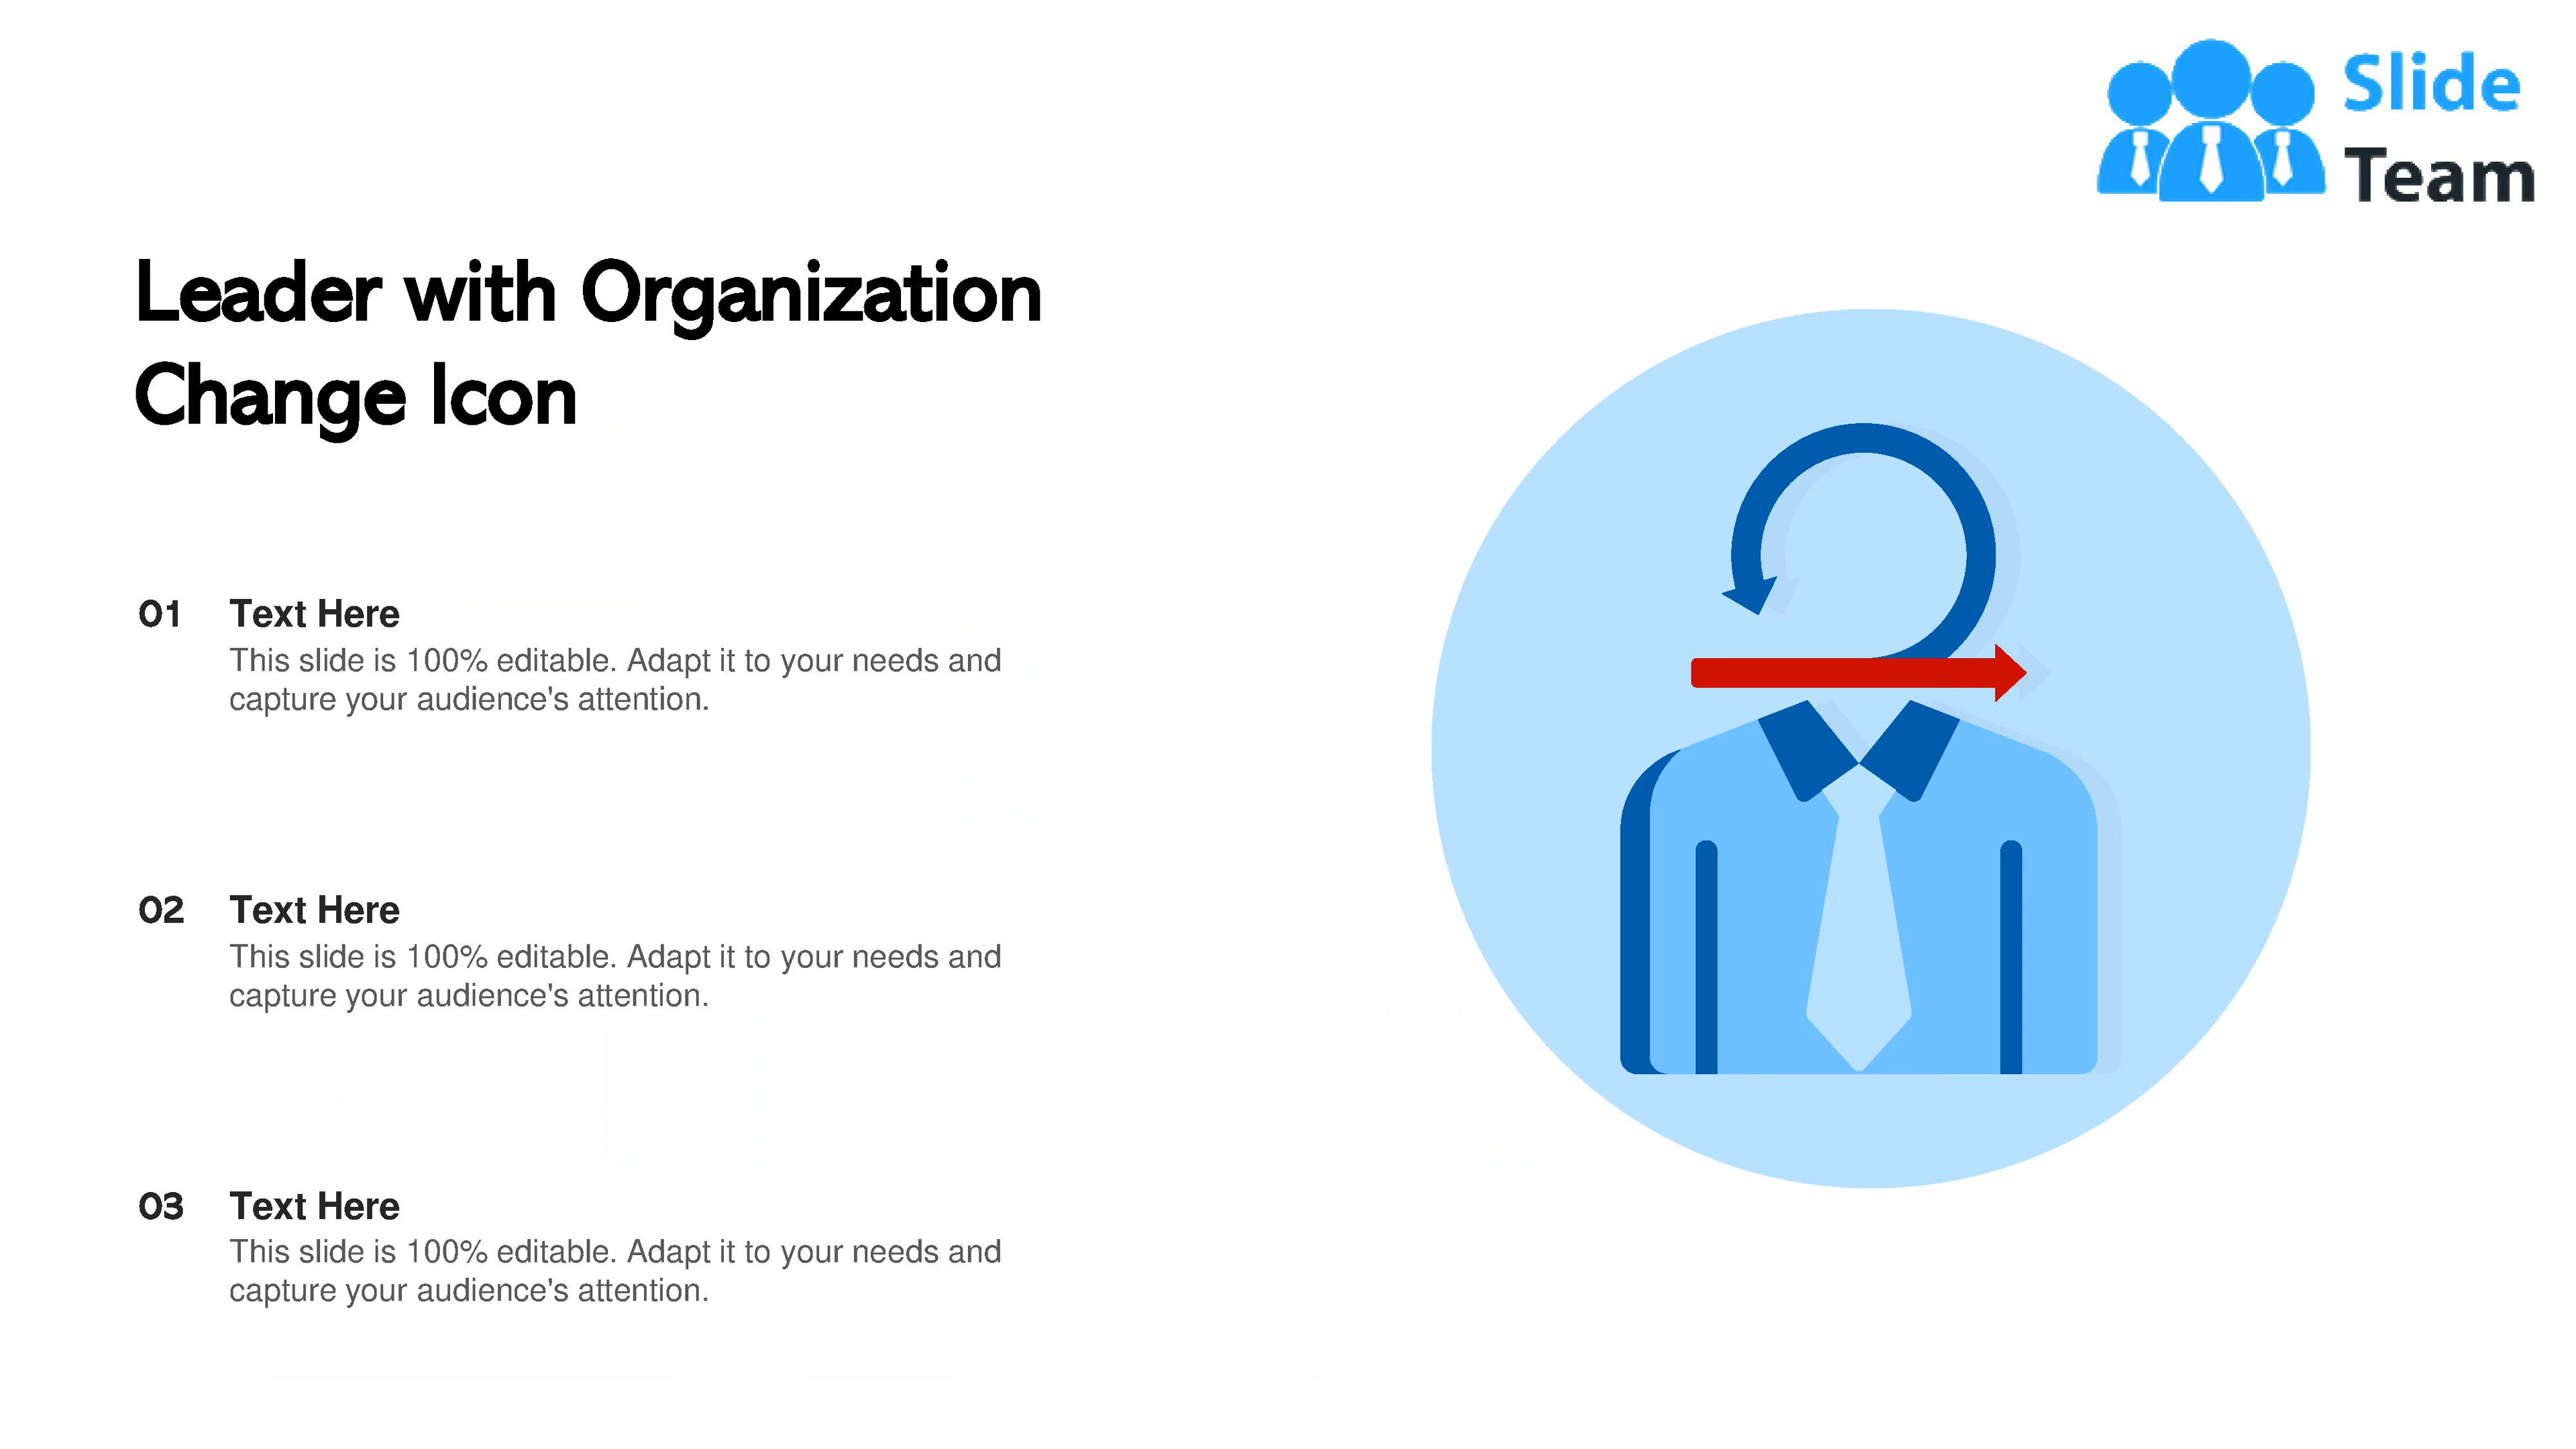 Slide
Team
Leader with Organization
Change Icon
01 Text Here
This slide is 100% editable. Adapt it to your needs and
capture your audience's attention.
02 Text Here
This slide is 100% editable. Adapt it to your needs and
capture your audience's attention.
03 Text Here
This slide is 100% editable. Adapt it to your needs and
capture your audience's attention.